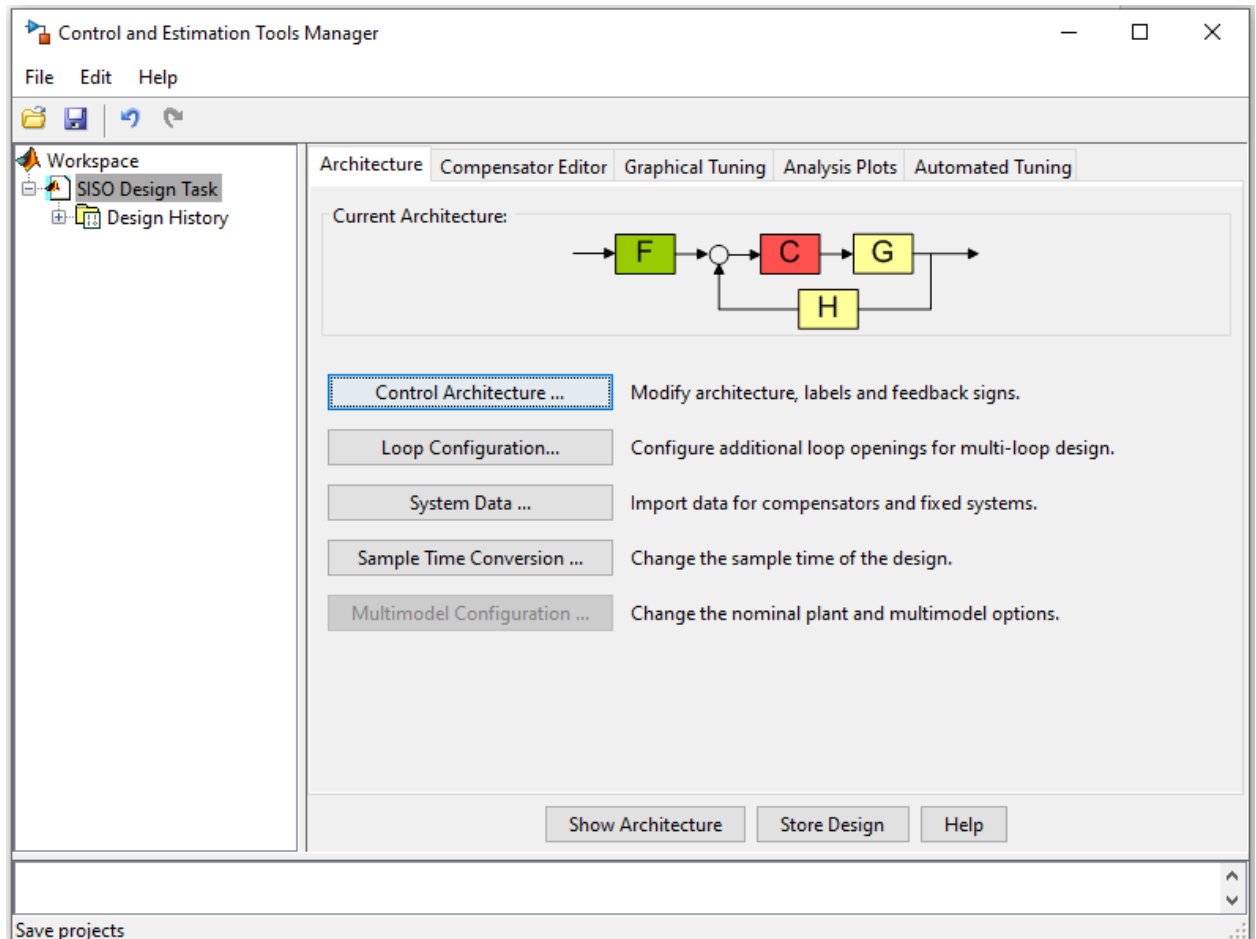 Control and Estimation Tools Manager
File Edit Help
Workspace
SISO Design Task
Design History
Architecture Compensator Editor Graphical Tuning Analysis Plots Automated Tuning
Current Architecture:
F C G
H
Control Architecture ... Modify architecture, labels and feedback signs.
Loop Configuration... Configure additional loop openings for multi-loop design.
System Data ... Import data for compensators and fixed systems.
Sample Time Conversion ... Change the sample time of the design.
Multimodel Configuration ... Change the nominal plant and multimodel options.
Show Architecture Store Design Help
Save projects